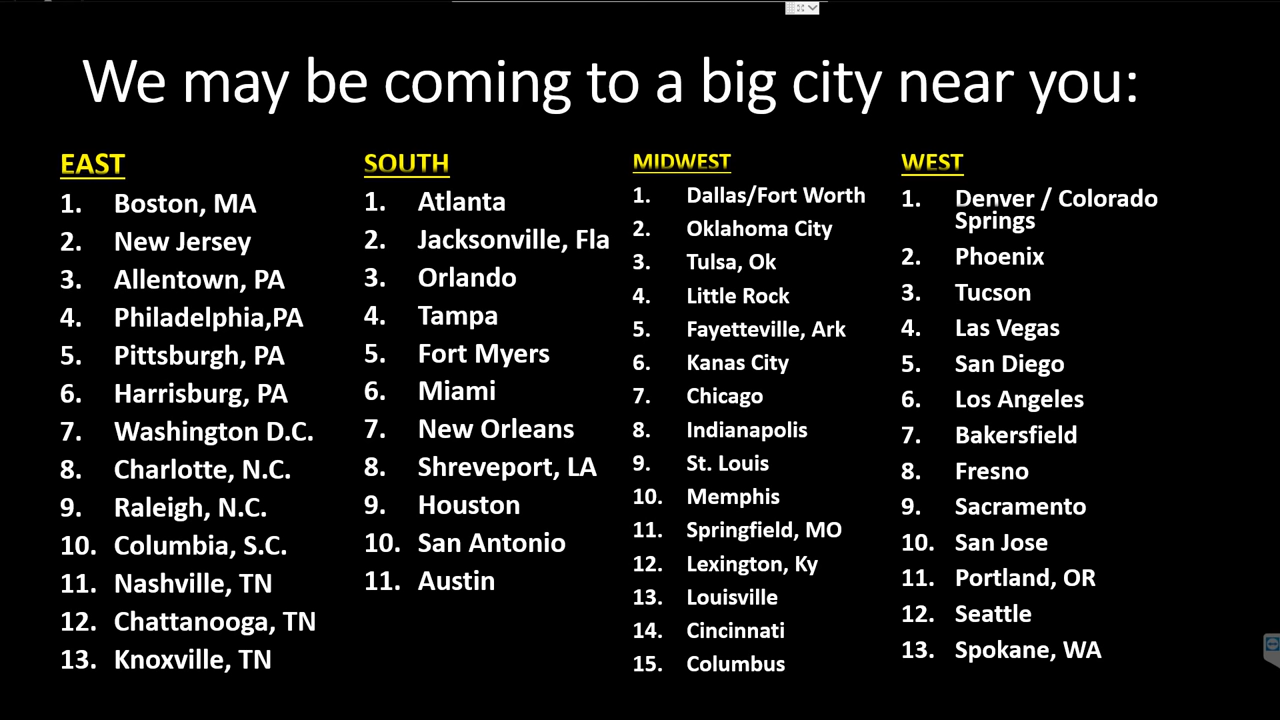 We may be coming to a big city near you:
EAST
1. Boston, MA
2. New Jersey
3. Allentown, PA
4. Philadelphia,PA
5. Pittsburgh, PA
6. Harrisburg, PA
7. Washington D.C.
8. Charlotte, N.C.
9. Raleigh, N.C.
10. Columbia, S.C.
11. Nashville, TN
12. Chattanooga, TN
13. Knoxville, TN
SOUTH
1. Atlanta
2. Jacksonville, Fla
3. Orlando
4. Tampa
5. Fort Myers
6. Miami
7. New Orleans
8. Shreveport, LA
9. Houston
10. San Antonio
11. Austin
MIDWEST
1. Dallas/Fort Worth
2. Oklahoma City
3. Tulsa, Ok
4. Little Rock
5. Fayetteville, Ark
6. Kanas City
7. Chicago
8. Indianapolis
9. St. Louis
10. Memphis
11. Springfield, MO
12. Lexington, Ky
13. Louisville
14. Cincinnati
15. Columbus
WEST
1. Denver / Colorado
Springs
2. Phoenix
3. Tucson
4. Las Vegas
5. San Diego
6. Los Angeles
7. Bakersfield
8. Fresno
9. Sacramento
10. San Jose
11. Portland, OR
12. Seattle
13. Spokane, WA